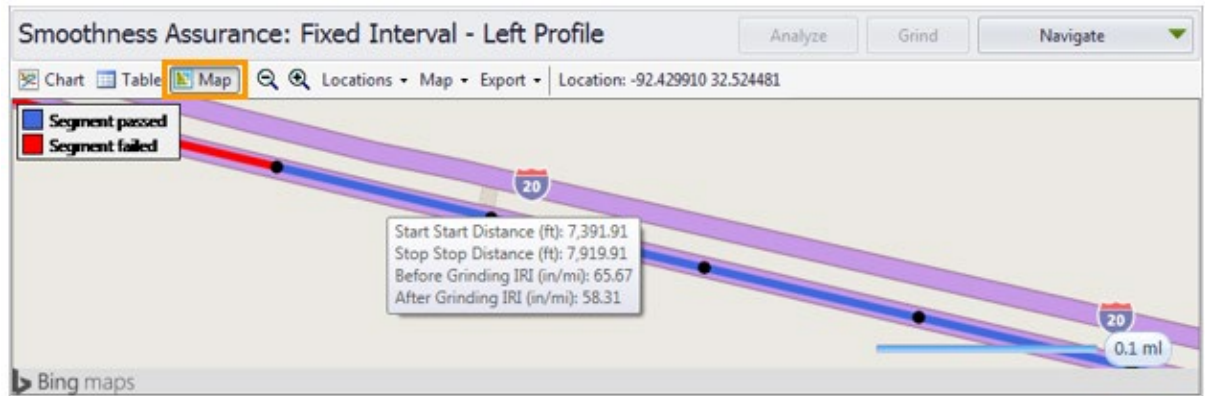 Smoothness Assurance: Fixed Interval - Left Profile
Analyze
Grind
Navigate
Chart
Table
Map
Locations
Map
Export
Location: -92.429910 32.524481
Segment passed
Segment failed
20
Start Start Distance (ft): 7,391.91
Stop Stop Distance (ft): 7,919.91
Before Grinding IRI (in/mi): 65.67
After Grinding IRI (in/mi): 58.31
20
0.1 ml
Bing maps